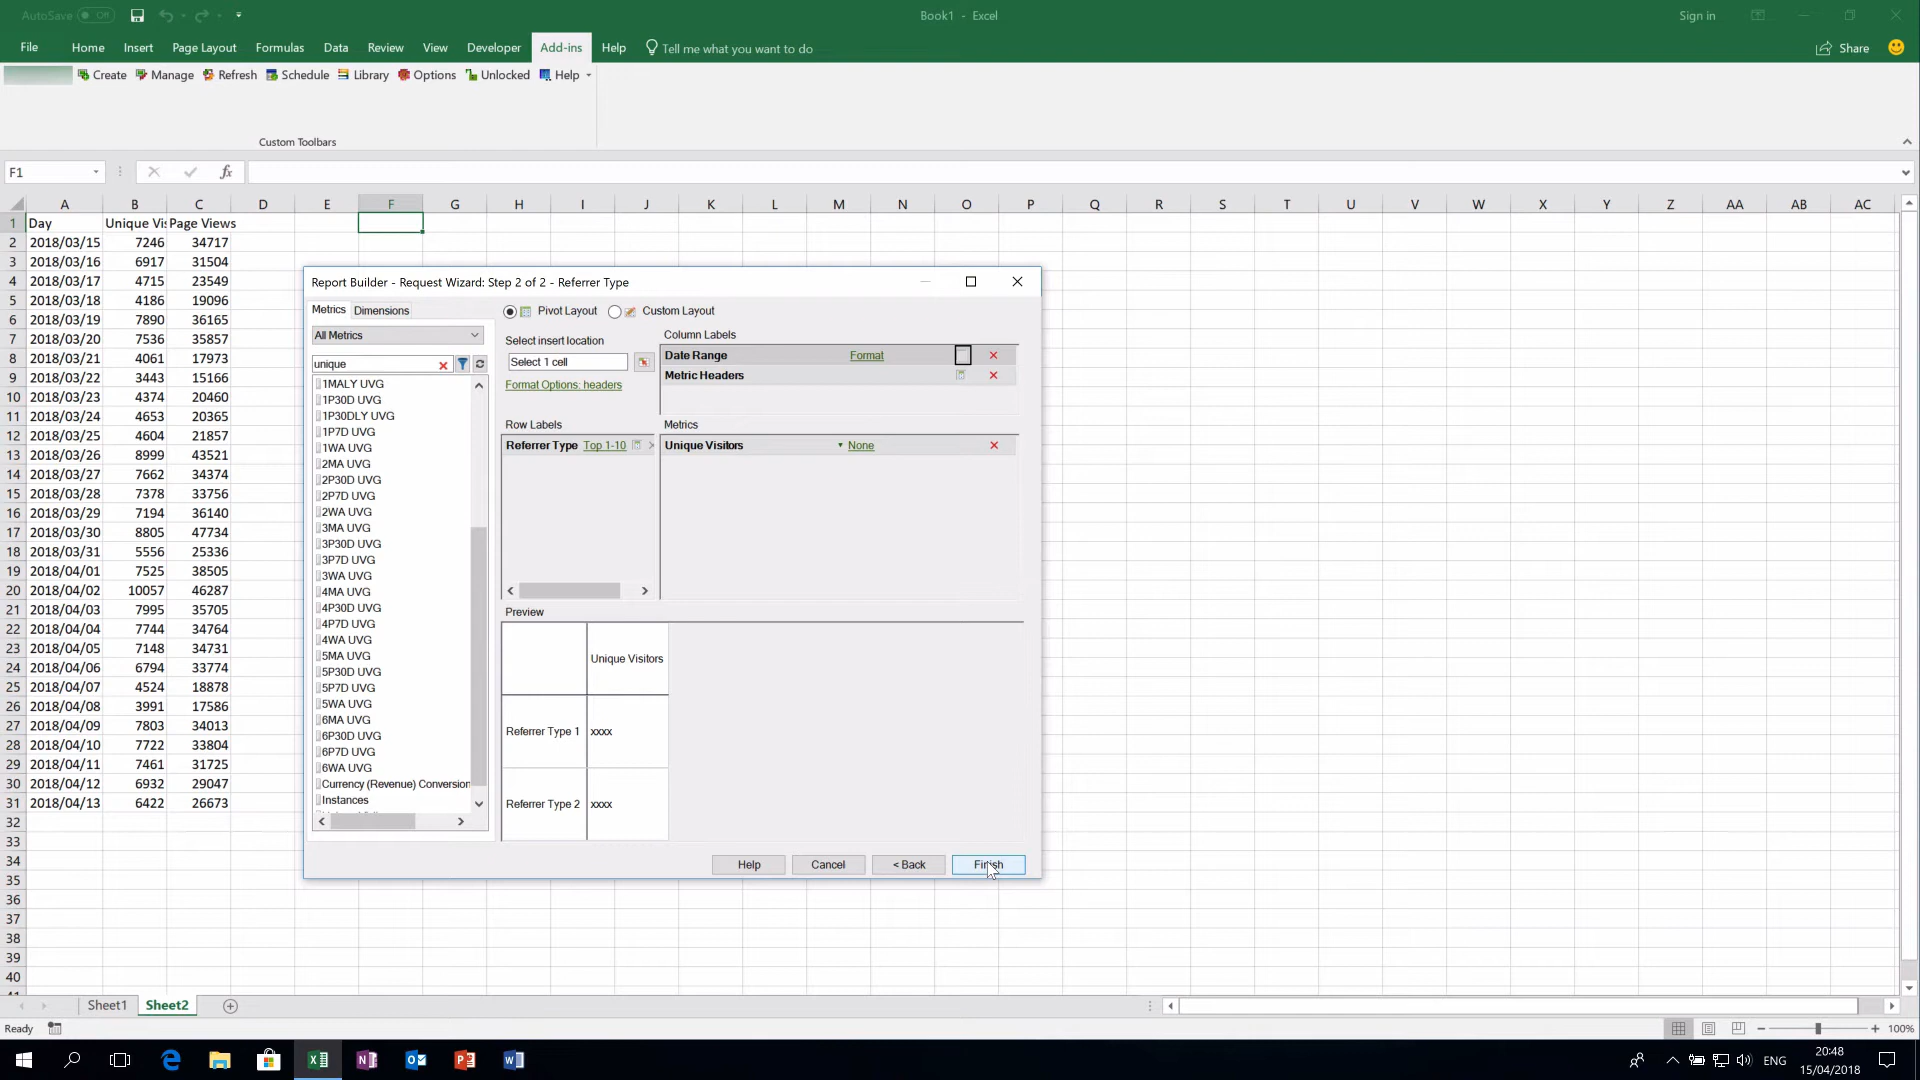 AutoSave Off
Book1 - Excel
Sign in
File Home Insert Page Layout Formulas Data Review View Developer Add-ins Help Tell me what you want to do Share
Create Manage Refresh Schedule Library Options Unlocked Help
Custom Toolbars
F1 fx
A B C D E F G H I J K L M N O P Q R S T U V W X Y Z AA AB AC
1 Day Unique Vis Page Views
2 2018/03/15 7246 34717
3 2018/03/16 6917 31504
4 2018/03/17 4715 23549
5 2018/03/18 4186 19096
6 2018/03/19 7890 36165
7 2018/03/20 7536 35857
8 2018/03/21 4061 17973
9 2018/03/22 3443 15166
10 2018/03/23 4374 20460
11 2018/03/24 4653 20365
12 2018/03/25 4604 21857
13 2018/03/26 8999 43521
14 2018/03/27 7662 34374
15 2018/03/28 7378 33756
16 2018/03/29 7194 36140
17 2018/03/30 8805 47734
18 2018/03/31 5556 25336
19 2018/04/01 7525 38505
20 2018/04/02 10057 46287
21 2018/04/03 7995 35705
22 2018/04/04 7744 34764
23 2018/04/05 7148 34731
24 2018/04/06 6794 33774
25 2018/04/07 4524 18878
26 2018/04/08 3991 17586
27 2018/04/09 7803 34013
28 2018/04/10 7722 33804
29 2018/04/11 7461 31725
30 2018/04/12 6932 29047
31 2018/04/13 6422 26673
32
33
34
35
36
37
38
39
40
Report Builder - Request Wizard: Step 2 of 2 - Referrer Type
Metrics Dimensions
All Metrics
unique
1MALY UVG
1P30D UVG
1P30DLY UVG
1P7D UVG
1WA UVG
2MA UVG
2P30D UVG
2P7D UVG
2WA UVG
3MA UVG
3P30D UVG
3P7D UVG
3WA UVG
4MA UVG
4P30D UVG
4P7D UVG
4WA UVG
5MA UVG
5P30D UVG
5P7D UVG
5WA UVG
6MA UVG
6P30D UVG
6P7D UVG
6WA UVG
Currency (Revenue) Conversion
Instances
Pivot Layout Custom Layout
Select insert location
Select 1 cell
Format Options: headers
Column Labels
Date Range Format
Metric Headers
Row Labels
Referrer Type Top 1-10
Metrics
Unique Visitors None
Preview
Unique Visitors
Referrer Type 1 xxxx
Referrer Type 2 xxxx
Help Cancel < Back Finish
Sheet1 Sheet2
Ready
100%
ENG
20:48
15/04/2018